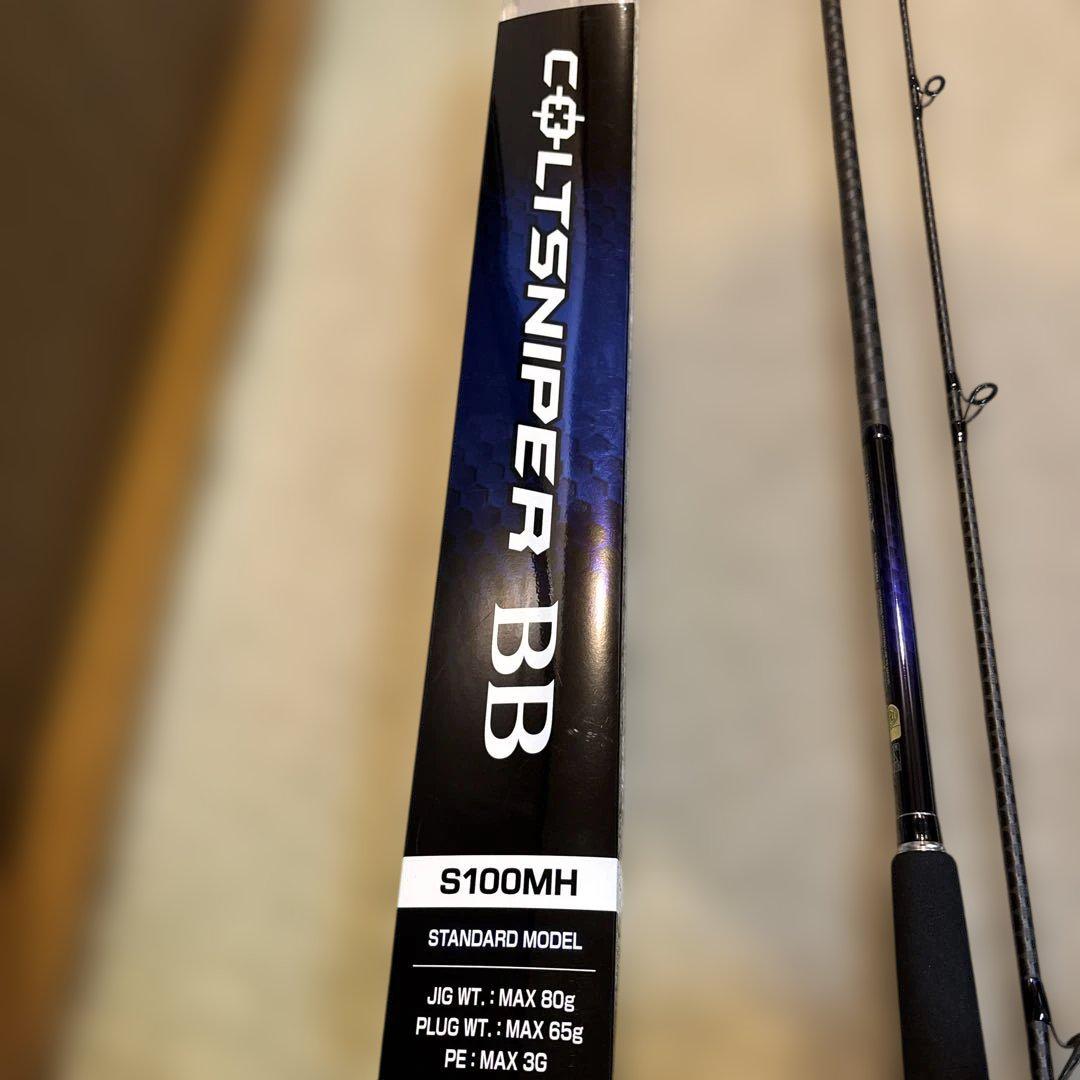 COLTSNIPER BB
S100MH
STANDARD MODEL
JIG WT. : MAX 80g
PLUG WT. : MAX 65g
PE : MAX 3G